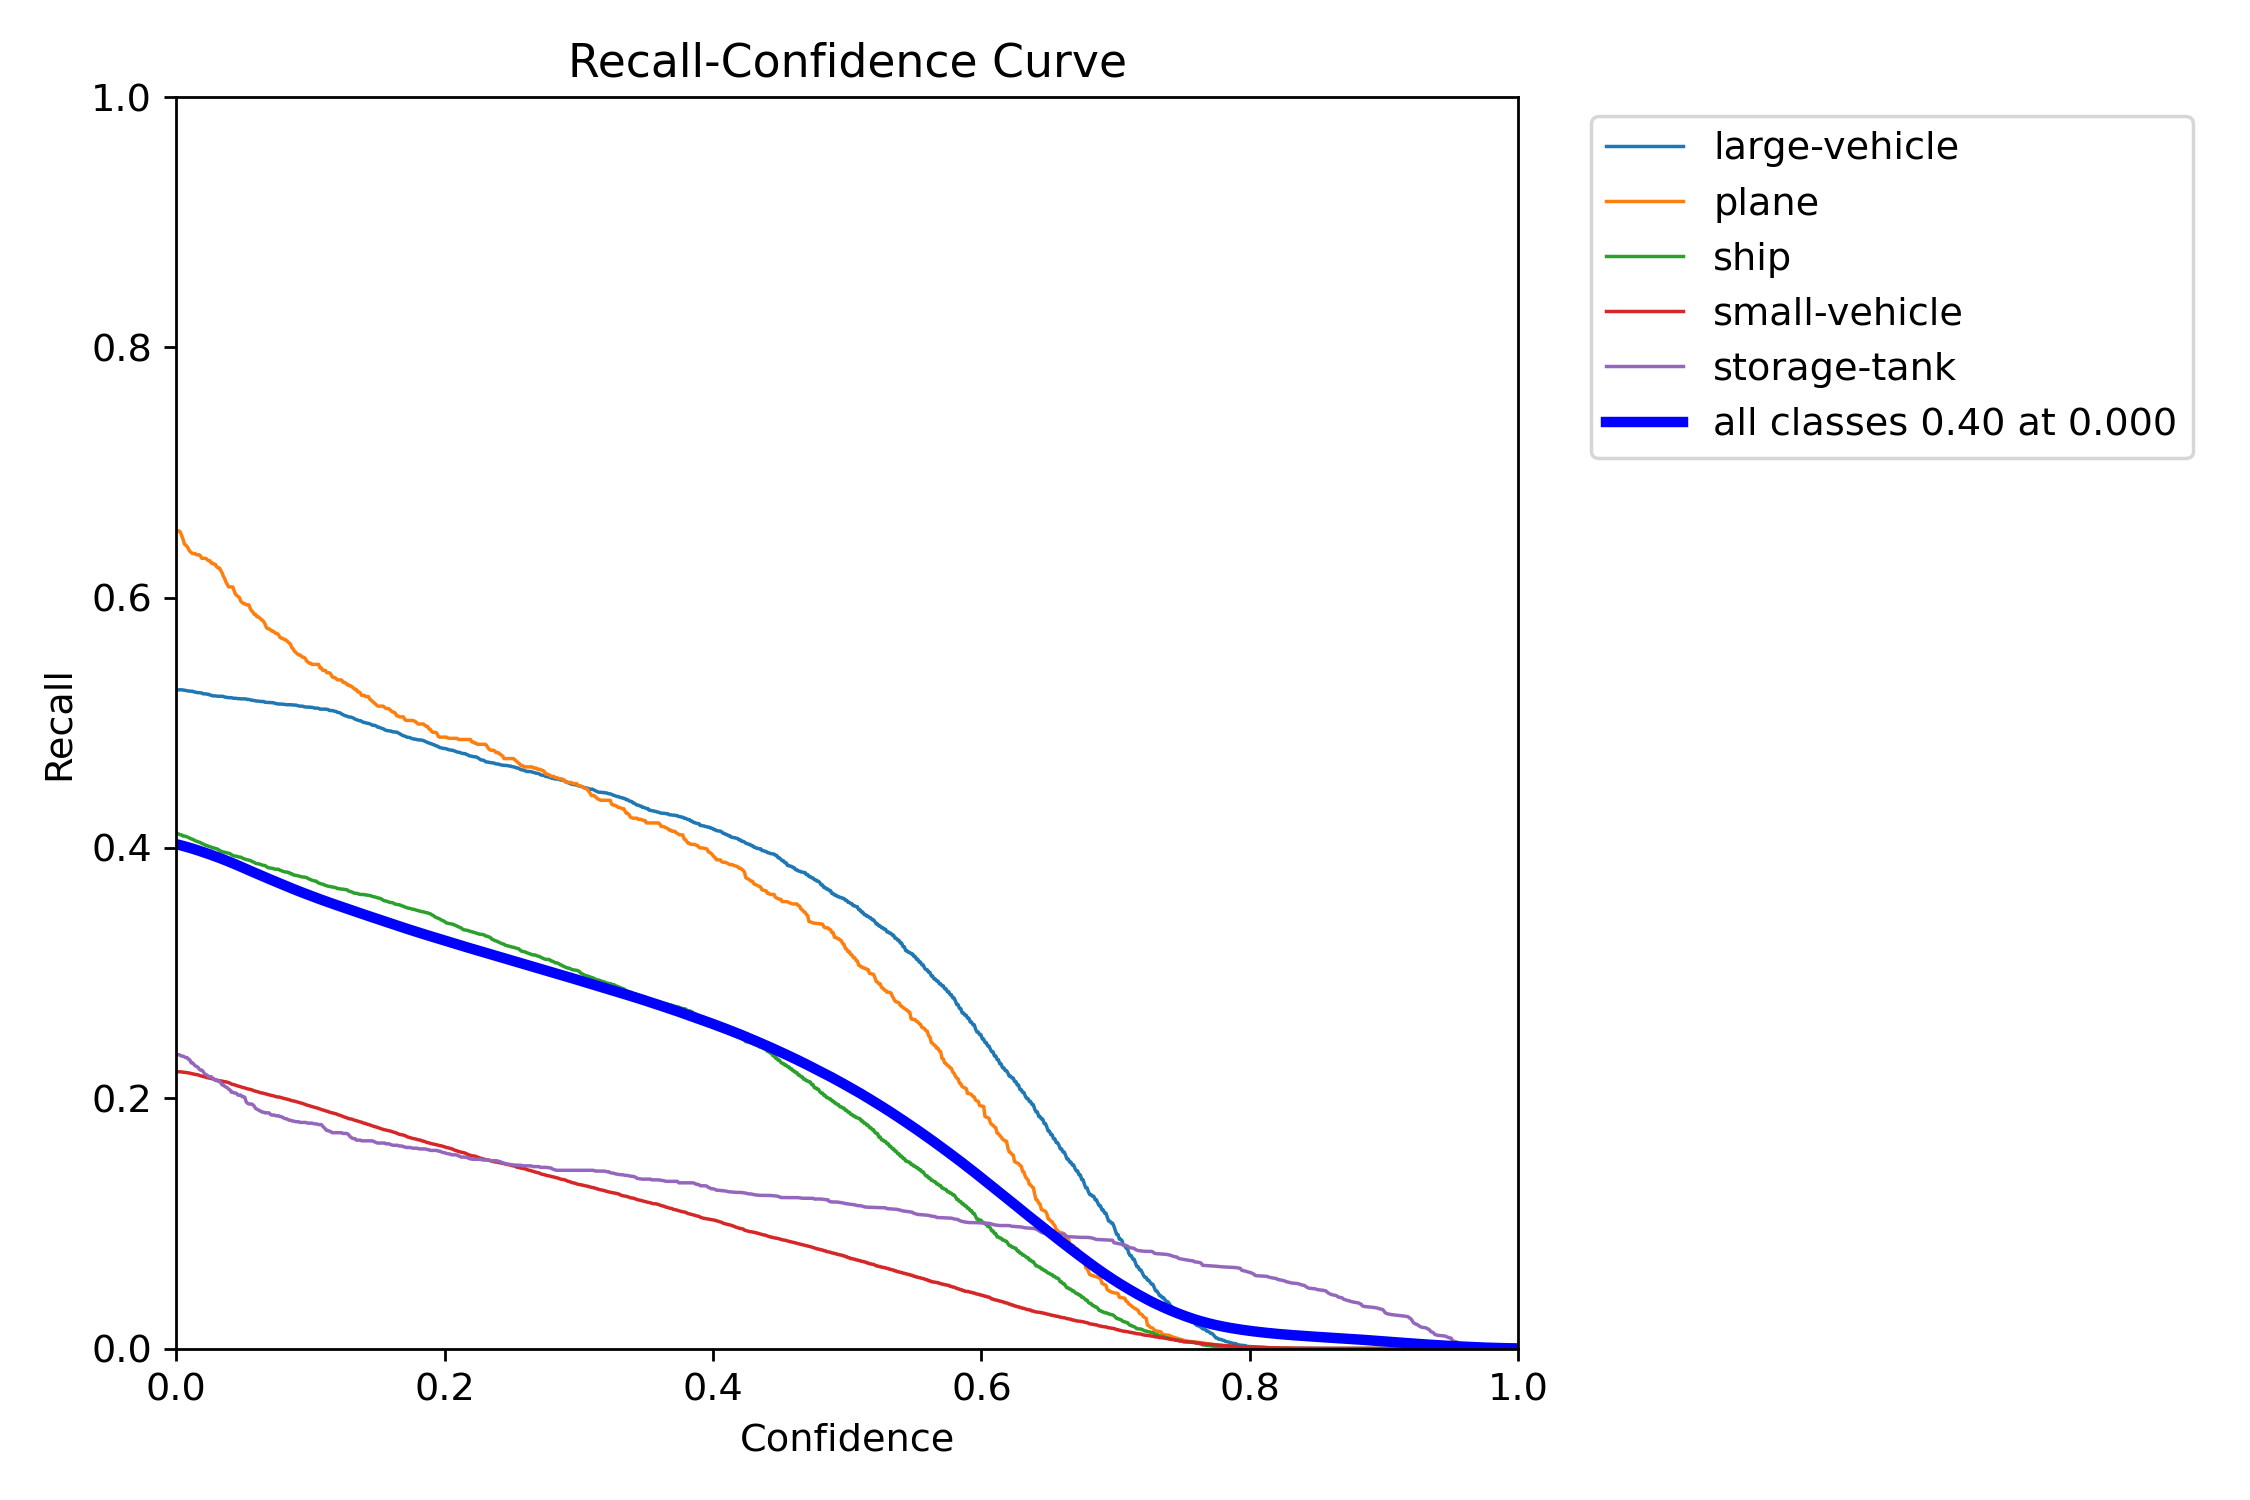 Recall-Confidence Curve
1.0
0.8
0.6
0.4
0.2
0.0
Recall
0.0 0.2 0.4 0.6 0.8 1.0
Confidence
large-vehicle
plane
ship
small-vehicle
storage-tank
all classes 0.40 at 0.000